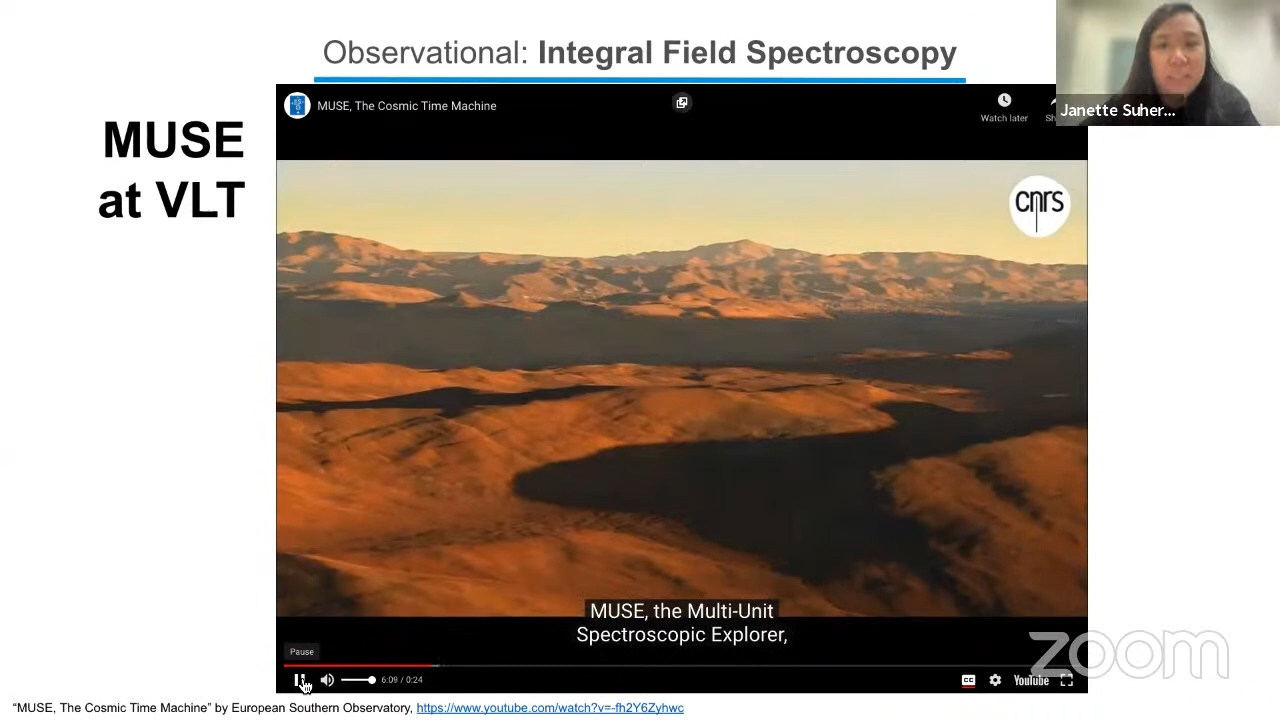 Observational: Integral Field Spectroscopy
Janette Suher...
MUSE, The Cosmic Time Machine
Watch later
Sh
MUSE
at VLT
cnrs
MUSE, the Multi-Unit
Spectroscopic Explorer,
Pause
6:09 / 0:24
CC
YouTube
zoom
"MUSE, The Cosmic Time Machine" by European Southern Observatory, https://www.youtube.com/watch?v=-fh2Y6Zyhwc